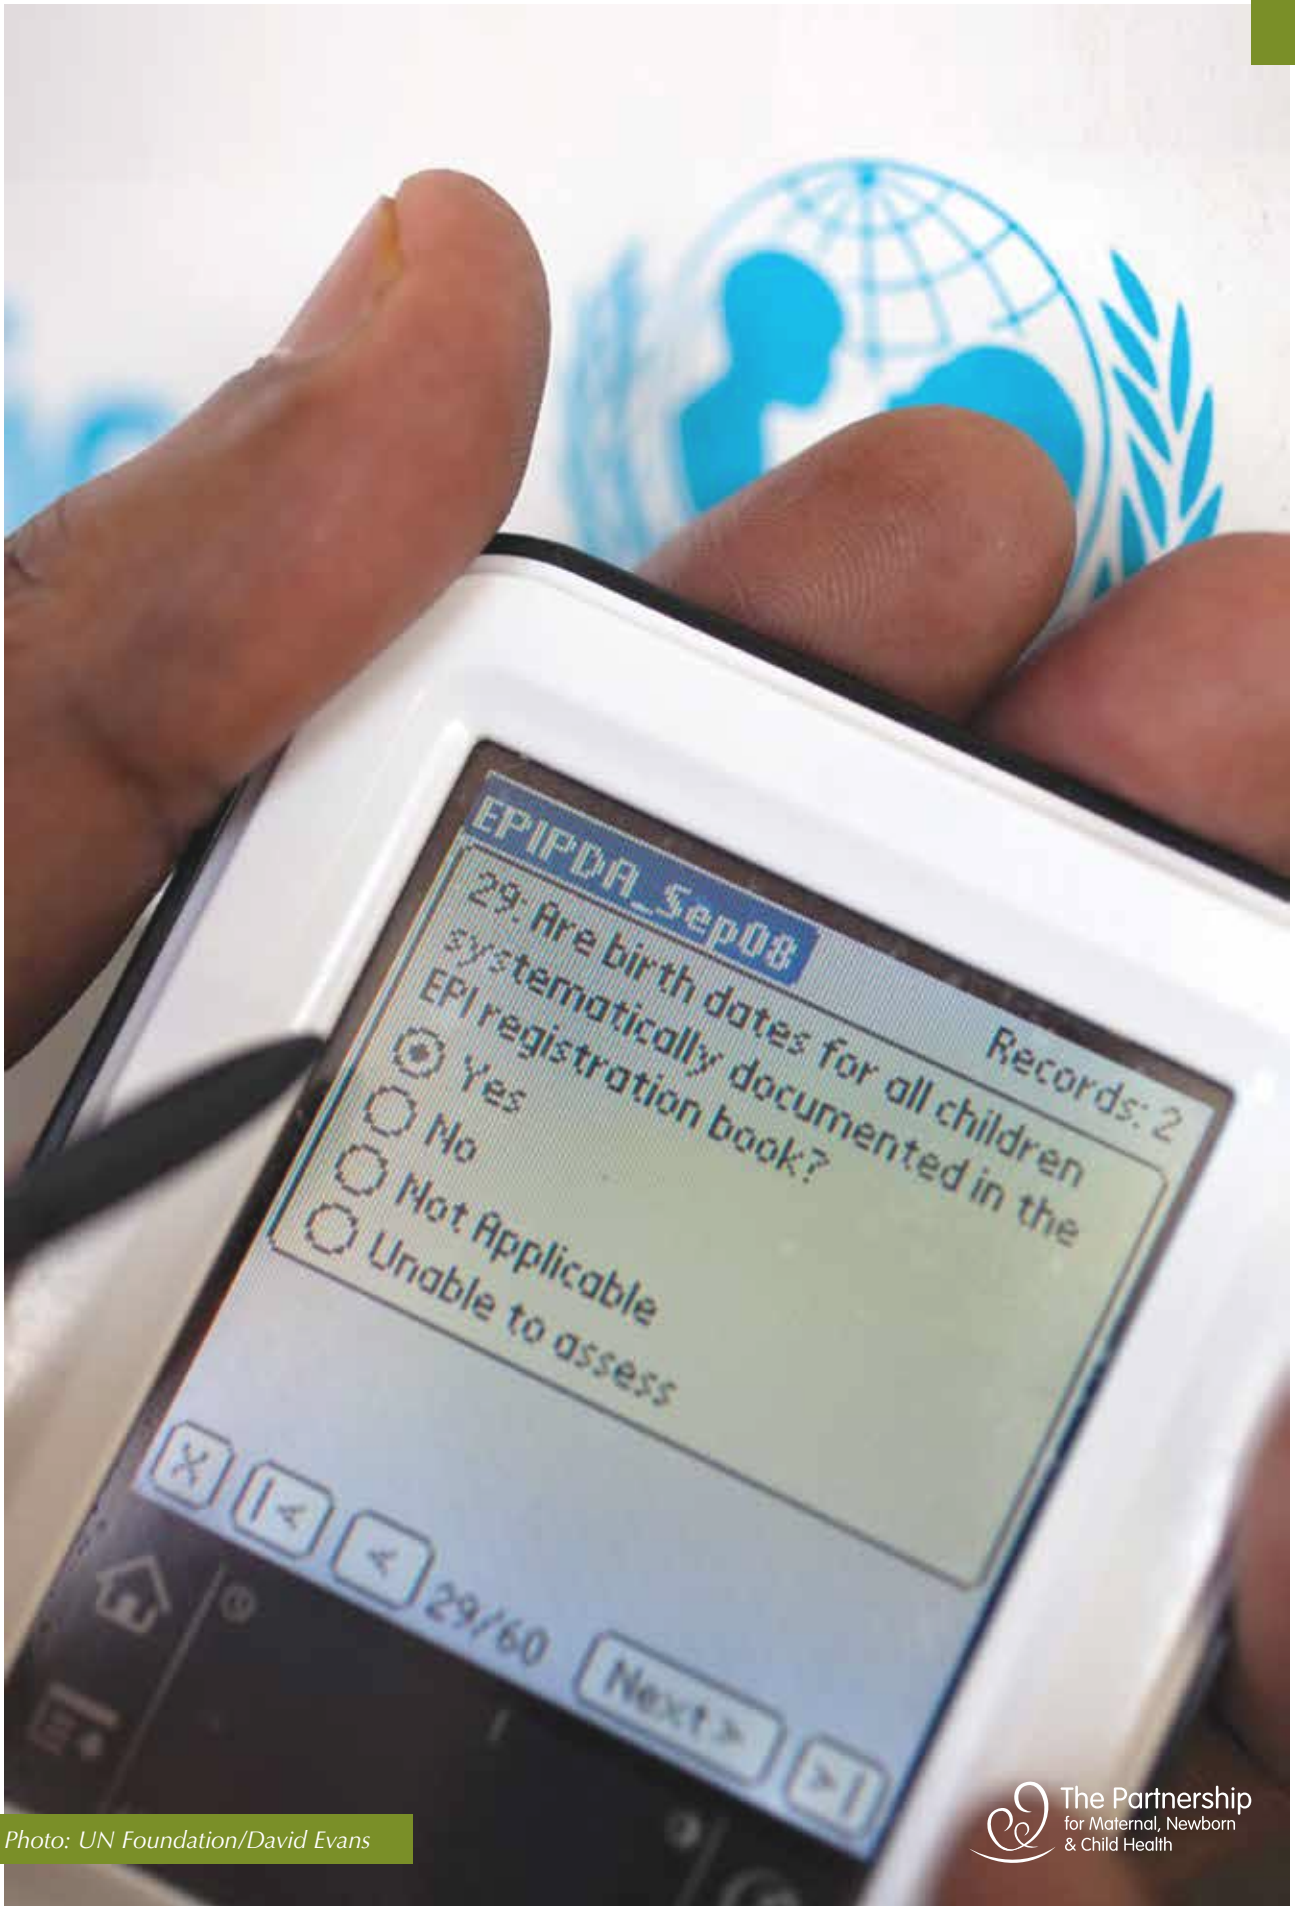 EPIPDA_Sep08
Records: 2
29: Are birth dates for all children
systematically documented in the
EPI registration book?
Yes
No
Not Applicable
Unable to assess
X
|<
<
29/60
Next >
>|
Photo: UN Foundation/David Evans
The Partnership
for Maternal, Newborn
& Child Health